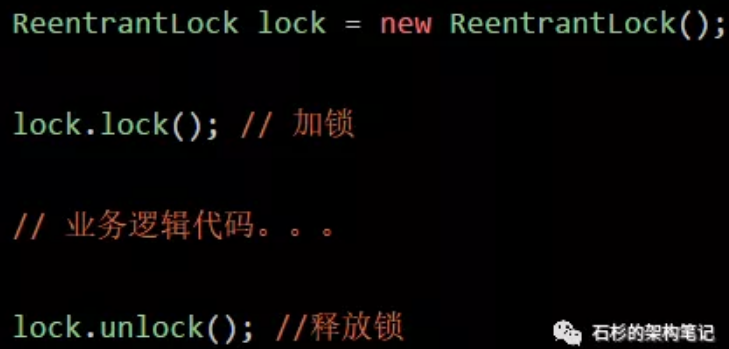 ReentrantLock lock = new ReentrantLock();
lock.lock(); // 加锁
// 业务逻辑代码。。。
lock.unlock(); //释放锁
石杉的架构笔记